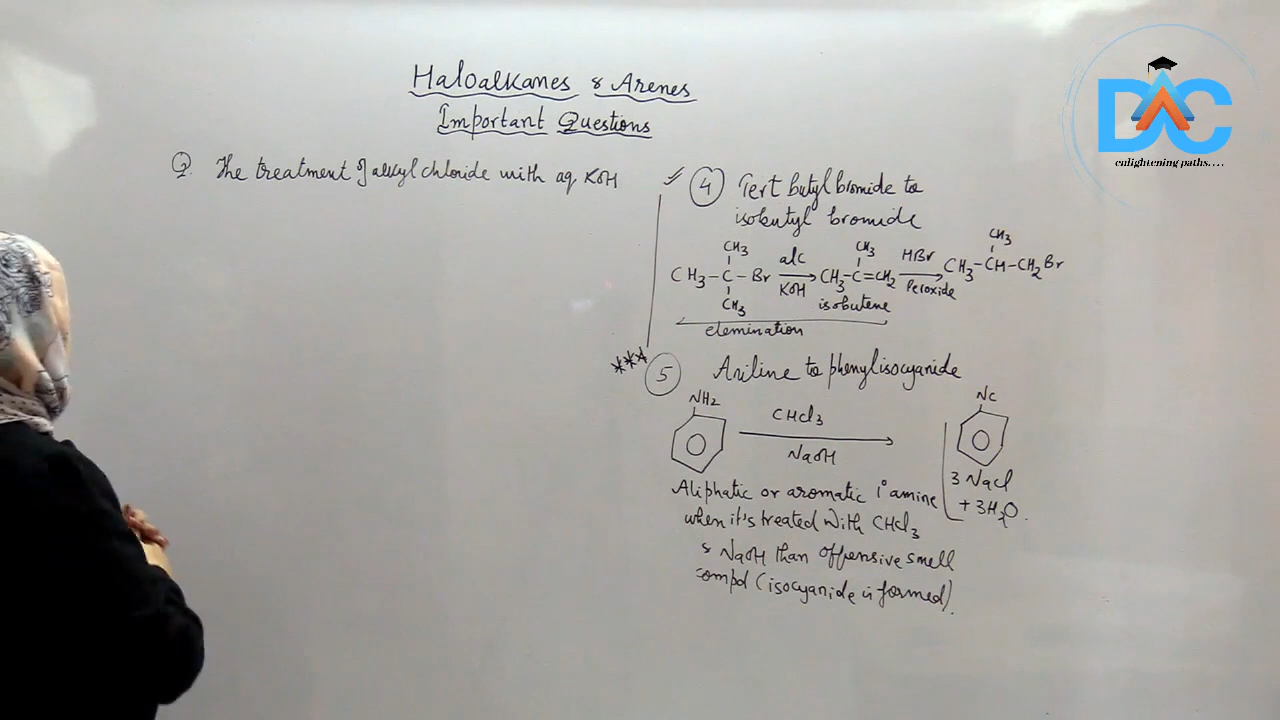 Haloalkanes & Arenes
Important Questions
Q. The treatment of alkyl chloride with aq KOH
④ Tert butyl bromide to
isobutyl bromide
CH3 CH3 CH3
CH3-C-Br alc KOH CH3-C=CH2 HBr Peroxide CH3-CH-CH2Br
CH3 isobutene
elemination
*** ⑤ Aniline to phenylisocyanide
NH2 CHCl3 NC
NaOH
3 NaCl
+ 3H2O.
Aliphatic or aromatic 1° amine
when it's treated with CHCl3
& NaOH than offensive smell
compd (isocyanide is formed).
DAC
enlightening paths....